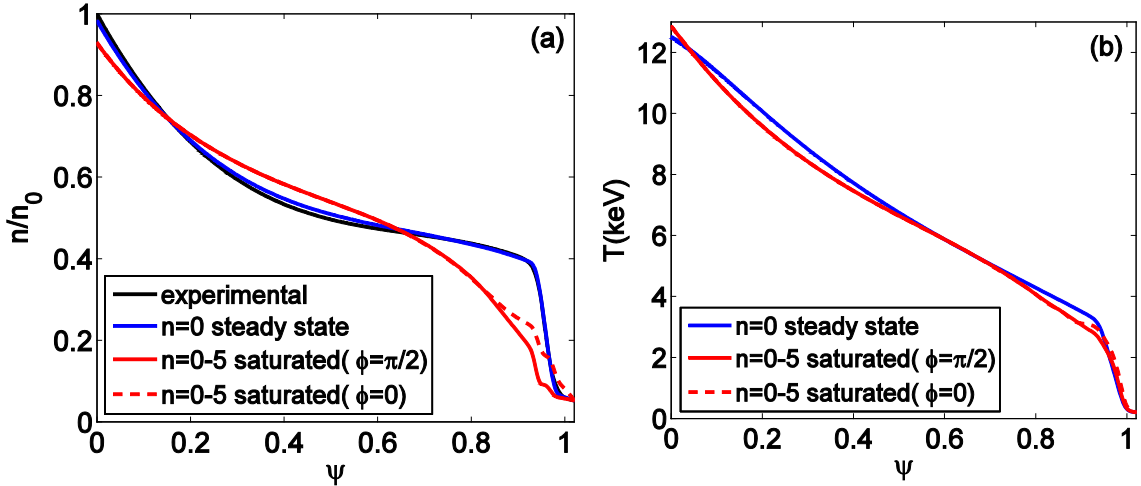 (a)
1
0.8
0.6
0.4
0.2
0
n/n0
experimental
n=0 steady state
n=0-5 saturated( ϕ=π/2)
n=0-5 saturated( ϕ=0)
0 0.2 0.4 0.6 0.8 1
ψ
(b)
12
10
8
6
4
2
0
T(keV)
n=0 steady state
n=0-5 saturated( ϕ=π/2)
n=0-5 saturated( ϕ=0)
0 0.2 0.4 0.6 0.8 1
ψ